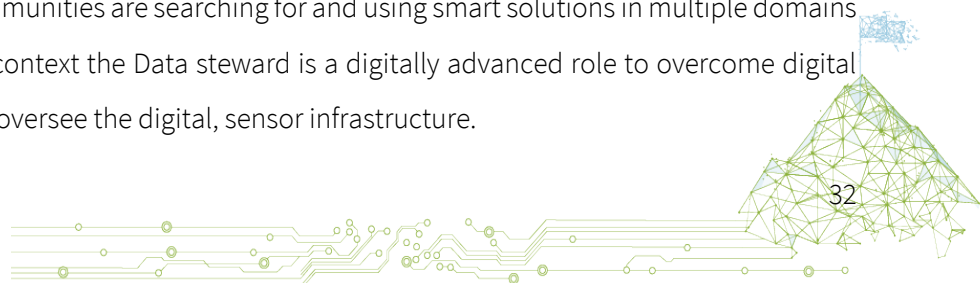 munities are searching for and using smart solutions in multiple domains
context the Data steward is a digitally advanced role to overcome digital
oversee the digital, sensor infrastructure.
32